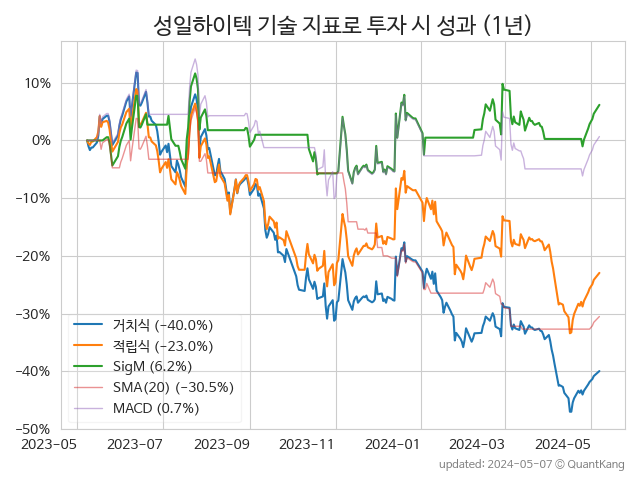 성일하이텍 기술 지표로 투자 시 성과 (1년)
10%
0%
−10%
−20%
−30%
−40%
−50%
거치식 (−40.0%)
적립식 (−23.0%)
SigM (6.2%)
SMA(20) (−30.5%)
MACD (0.7%)
2023-05
2023-07
2023-09
2023-11
2024-01
2024-03
2024-05
updated: 2024-05-07 © QuantKang